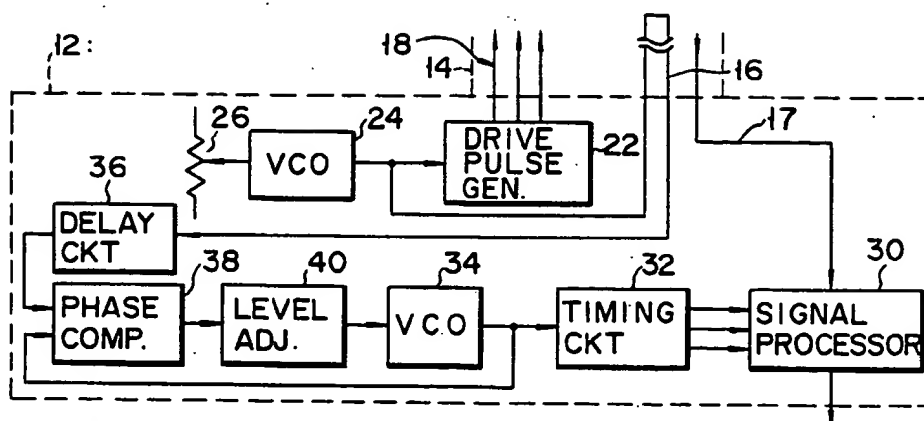 12:
18
14
16
17
26
24
VCO
DRIVE
PULSE
GEN.
22
36
DELAY
CKT
38
PHASE
COMP.
40
LEVEL
ADJ.
34
VCO
32
TIMING
CKT
30
SIGNAL
PROCESSOR